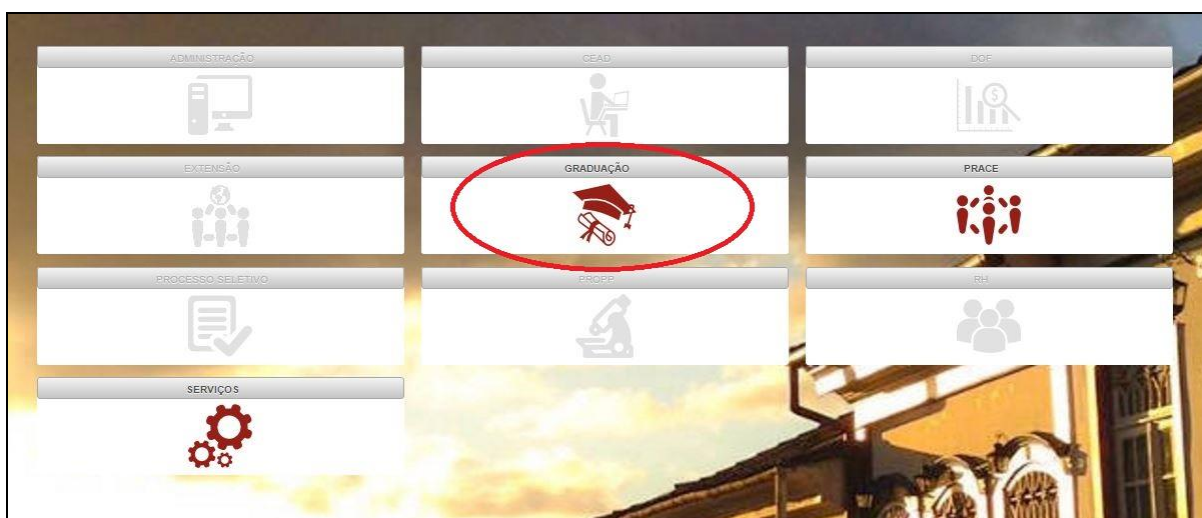 ADMINISTRAÇÃO
CEAD
DOF
EXTENSÃO
GRADUAÇÃO
PRACE
PROCESSO SELETIVO
PROPP
RH
SERVIÇOS